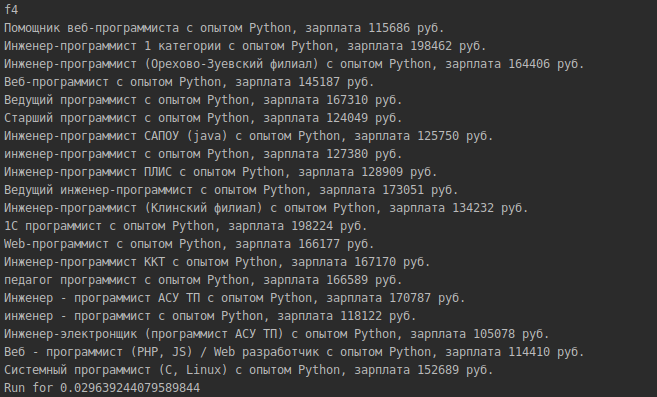 f4
Помощник веб-программиста с опытом Python, зарплата 115686 руб.
Инженер-программист 1 категории с опытом Python, зарплата 198462 руб.
Инженер-программист (Орехово-Зуевский филиал) с опытом Python, зарплата 164406 руб.
Веб-программист с опытом Python, зарплата 145187 руб.
Ведущий программист с опытом Python, зарплата 167310 руб.
Старший программист с опытом Python, зарплата 124049 руб.
Инженер-программист САПОУ (java) с опытом Python, зарплата 125750 руб.
инженер-программист с опытом Python, зарплата 127380 руб.
Инженер-программист ПЛИС с опытом Python, зарплата 128909 руб.
Ведущий инженер-программист с опытом Python, зарплата 173051 руб.
Инженер-программист (Клинский филиал) с опытом Python, зарплата 134232 руб.
1С программист с опытом Python, зарплата 198224 руб.
Web-программист с опытом Python, зарплата 166177 руб.
Инженер-программист ККТ с опытом Python, зарплата 167170 руб.
педагог программист с опытом Python, зарплата 166589 руб.
Инженер - программист АСУ ТП с опытом Python, зарплата 170787 руб.
инженер - программист с опытом Python, зарплата 118122 руб.
Инженер-электронщик (программист АСУ ТП) с опытом Python, зарплата 105078 руб.
Веб - программист (PHP, JS) / Web разработчик с опытом Python, зарплата 114410 руб.
Системный программист (C, Linux) с опытом Python, зарплата 152689 руб.
Run for 0.029639244079589844